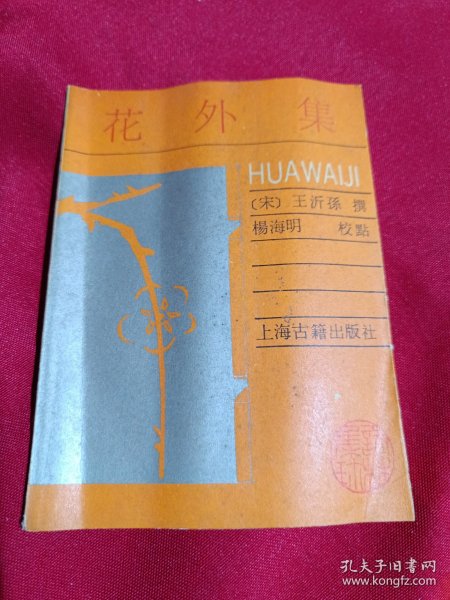 花外集
HUAWAIJI
〔宋〕王沂孫 撰
楊海明 校點
上海古籍出版社
孔夫子旧书网
www.kongfz.com